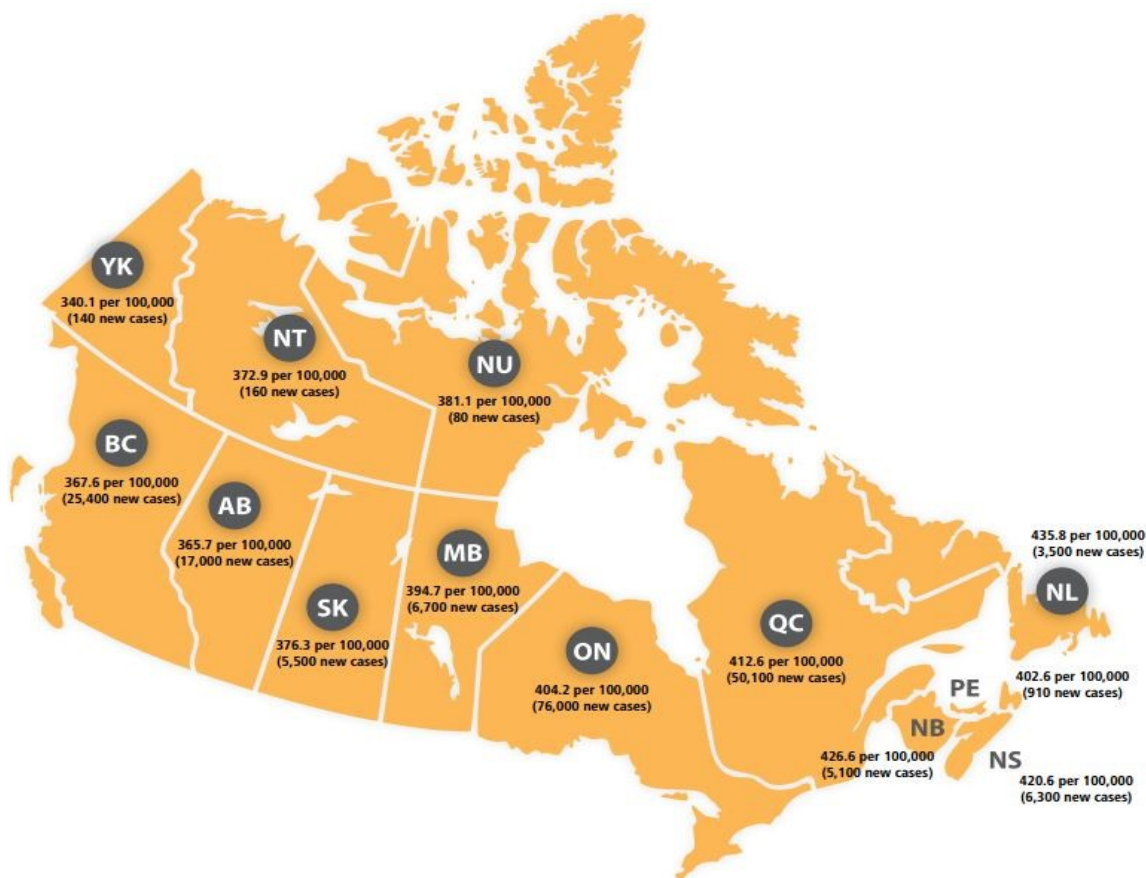 YK
340.1 per 100,000
(140 new cases)
NT
372.9 per 100,000
(160 new cases)
NU
381.1 per 100,000
(80 new cases)
BC
367.6 per 100,000
(25,400 new cases)
AB
365.7 per 100,000
(17,000 new cases)
SK
376.3 per 100,000
(5,500 new cases)
MB
394.7 per 100,000
(6,700 new cases)
ON
404.2 per 100,000
(76,000 new cases)
QC
412.6 per 100,000
(50,100 new cases)
435.8 per 100,000
(3,500 new cases)
NL
PE
402.6 per 100,000
(910 new cases)
NB
426.6 per 100,000
(5,100 new cases)
NS
420.6 per 100,000
(6,300 new cases)